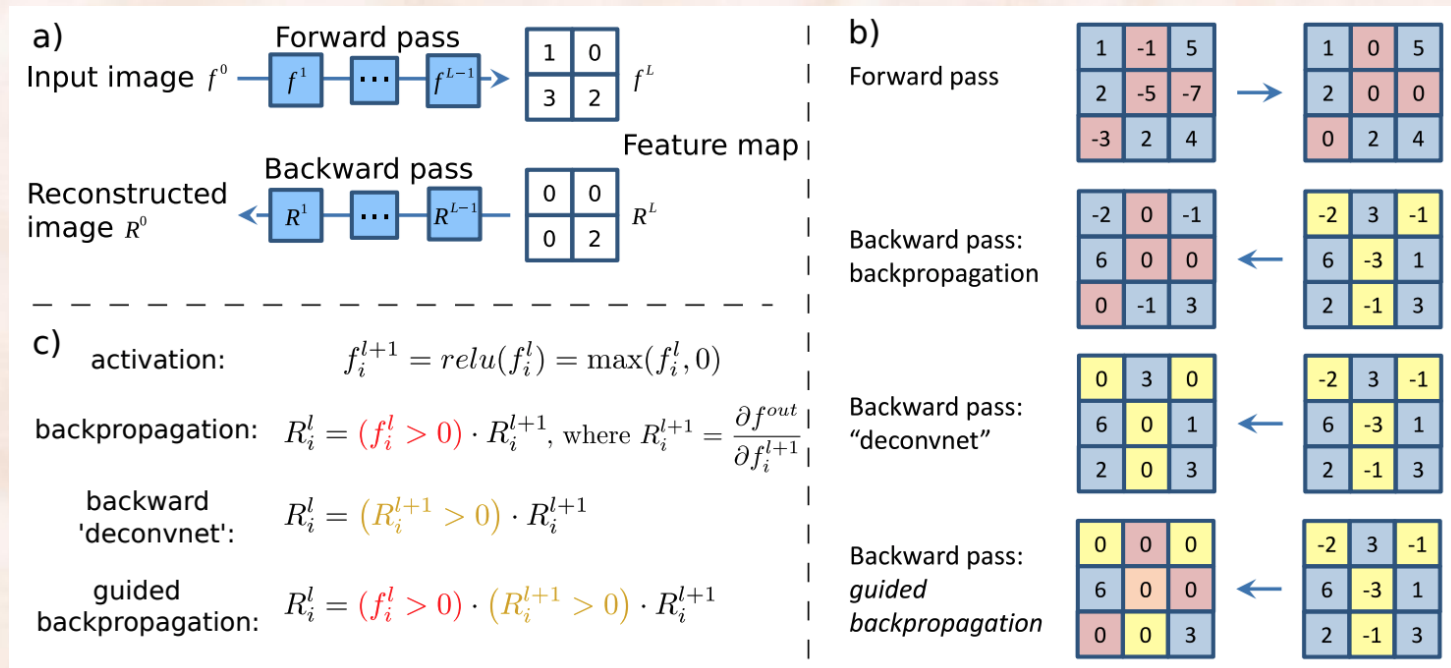 a)
Forward pass
Input image f⁰
f¹ ... f^{L-1}
1 0
3 2
f^L
Feature map
Backward pass
Reconstructed
image R⁰
R¹ ... R^{L-1}
0 0
0 2
R^L
c)
activation: f_i^{l+1} = relu(f_i^l) = max(f_i^l, 0)
backpropagation: R_i^l = (f_i^l > 0) · R_i^{l+1}, where R_i^{l+1} = ∂f^{out} / ∂f_i^{l+1}
backward
'deconvnet': R_i^l = (R_i^{l+1} > 0) · R_i^{l+1}
guided
backpropagation: R_i^l = (f_i^l > 0) · (R_i^{l+1} > 0) · R_i^{l+1}
b)
Forward pass
1 -1 5
2 -5 -7
-3 2 4
1 0 5
2 0 0
0 2 4
Backward pass:
backpropagation
-2 0 -1
6 0 0
0 -1 3
-2 3 -1
6 -3 1
2 -1 3
Backward pass:
“deconvnet”
0 3 0
6 0 1
2 0 3
-2 3 -1
6 -3 1
2 -1 3
Backward pass:
guided
backpropagation
0 0 0
6 0 0
0 0 3
-2 3 -1
6 -3 1
2 -1 3